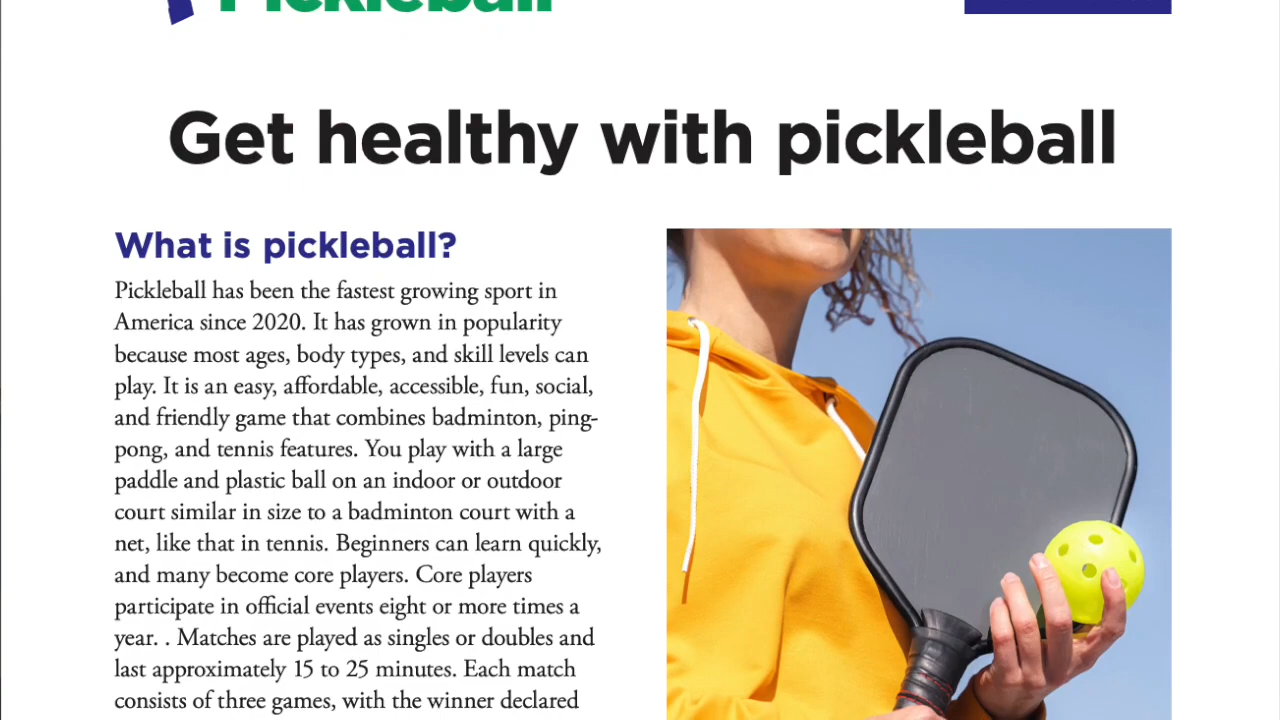 Pickleball
Get healthy with pickleball
What is pickleball?
Pickleball has been the fastest growing sport in
America since 2020. It has grown in popularity
because most ages, body types, and skill levels can
play. It is an easy, affordable, accessible, fun, social,
and friendly game that combines badminton, ping-
pong, and tennis features. You play with a large
paddle and plastic ball on an indoor or outdoor
court similar in size to a badminton court with a
net, like that in tennis. Beginners can learn quickly,
and many become core players. Core players
participate in official events eight or more times a
year. . Matches are played as singles or doubles and
last approximately 15 to 25 minutes. Each match
consists of three games, with the winner declared